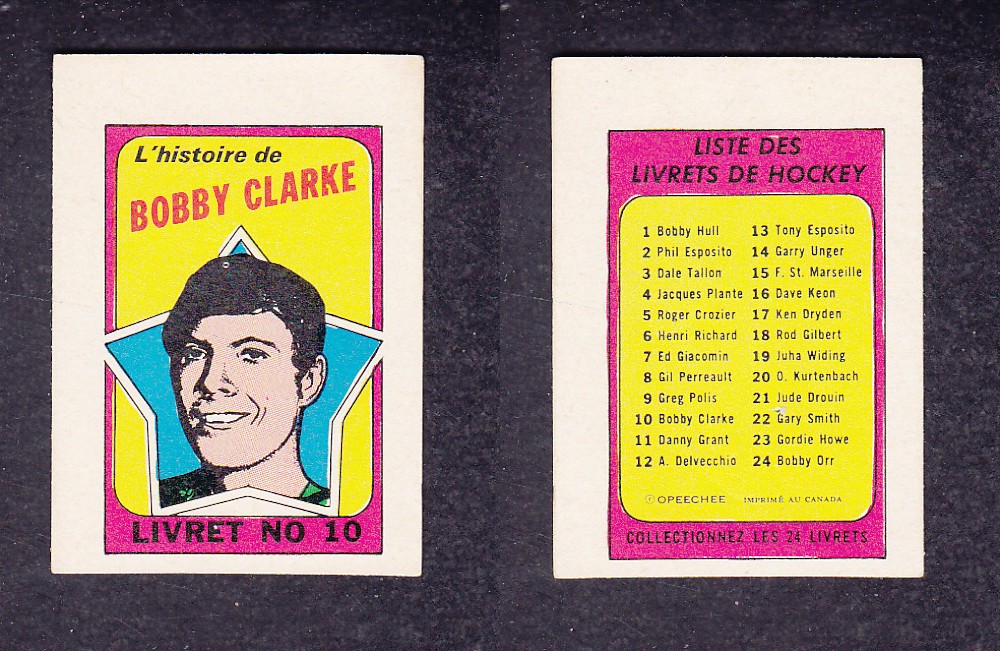 L'histoire de
BOBBY CLARKE
LIVRET NO 10
LISTE DES
LIVRETS DE HOCKEY
1 Bobby Hull
2 Phil Esposito
3 Dale Tallon
4 Jacques Plante
5 Roger Crozier
6 Henri Richard
7 Ed Giacomin
8 Gil Perreault
9 Greg Polis
10 Bobby Clarke
11 Danny Grant
12 A. Delvecchio
13 Tony Esposito
14 Garry Unger
15 F. St. Marseille
16 Dave Keon
17 Ken Dryden
18 Rod Gilbert
19 Juha Widing
20 O. Kurtenbach
21 Jude Drouin
22 Gary Smith
23 Gordie Howe
24 Bobby Orr
© OPEECHEE IMPRIMÉ AU CANADA
COLLECTIONNEZ LES 24 LIVRETS